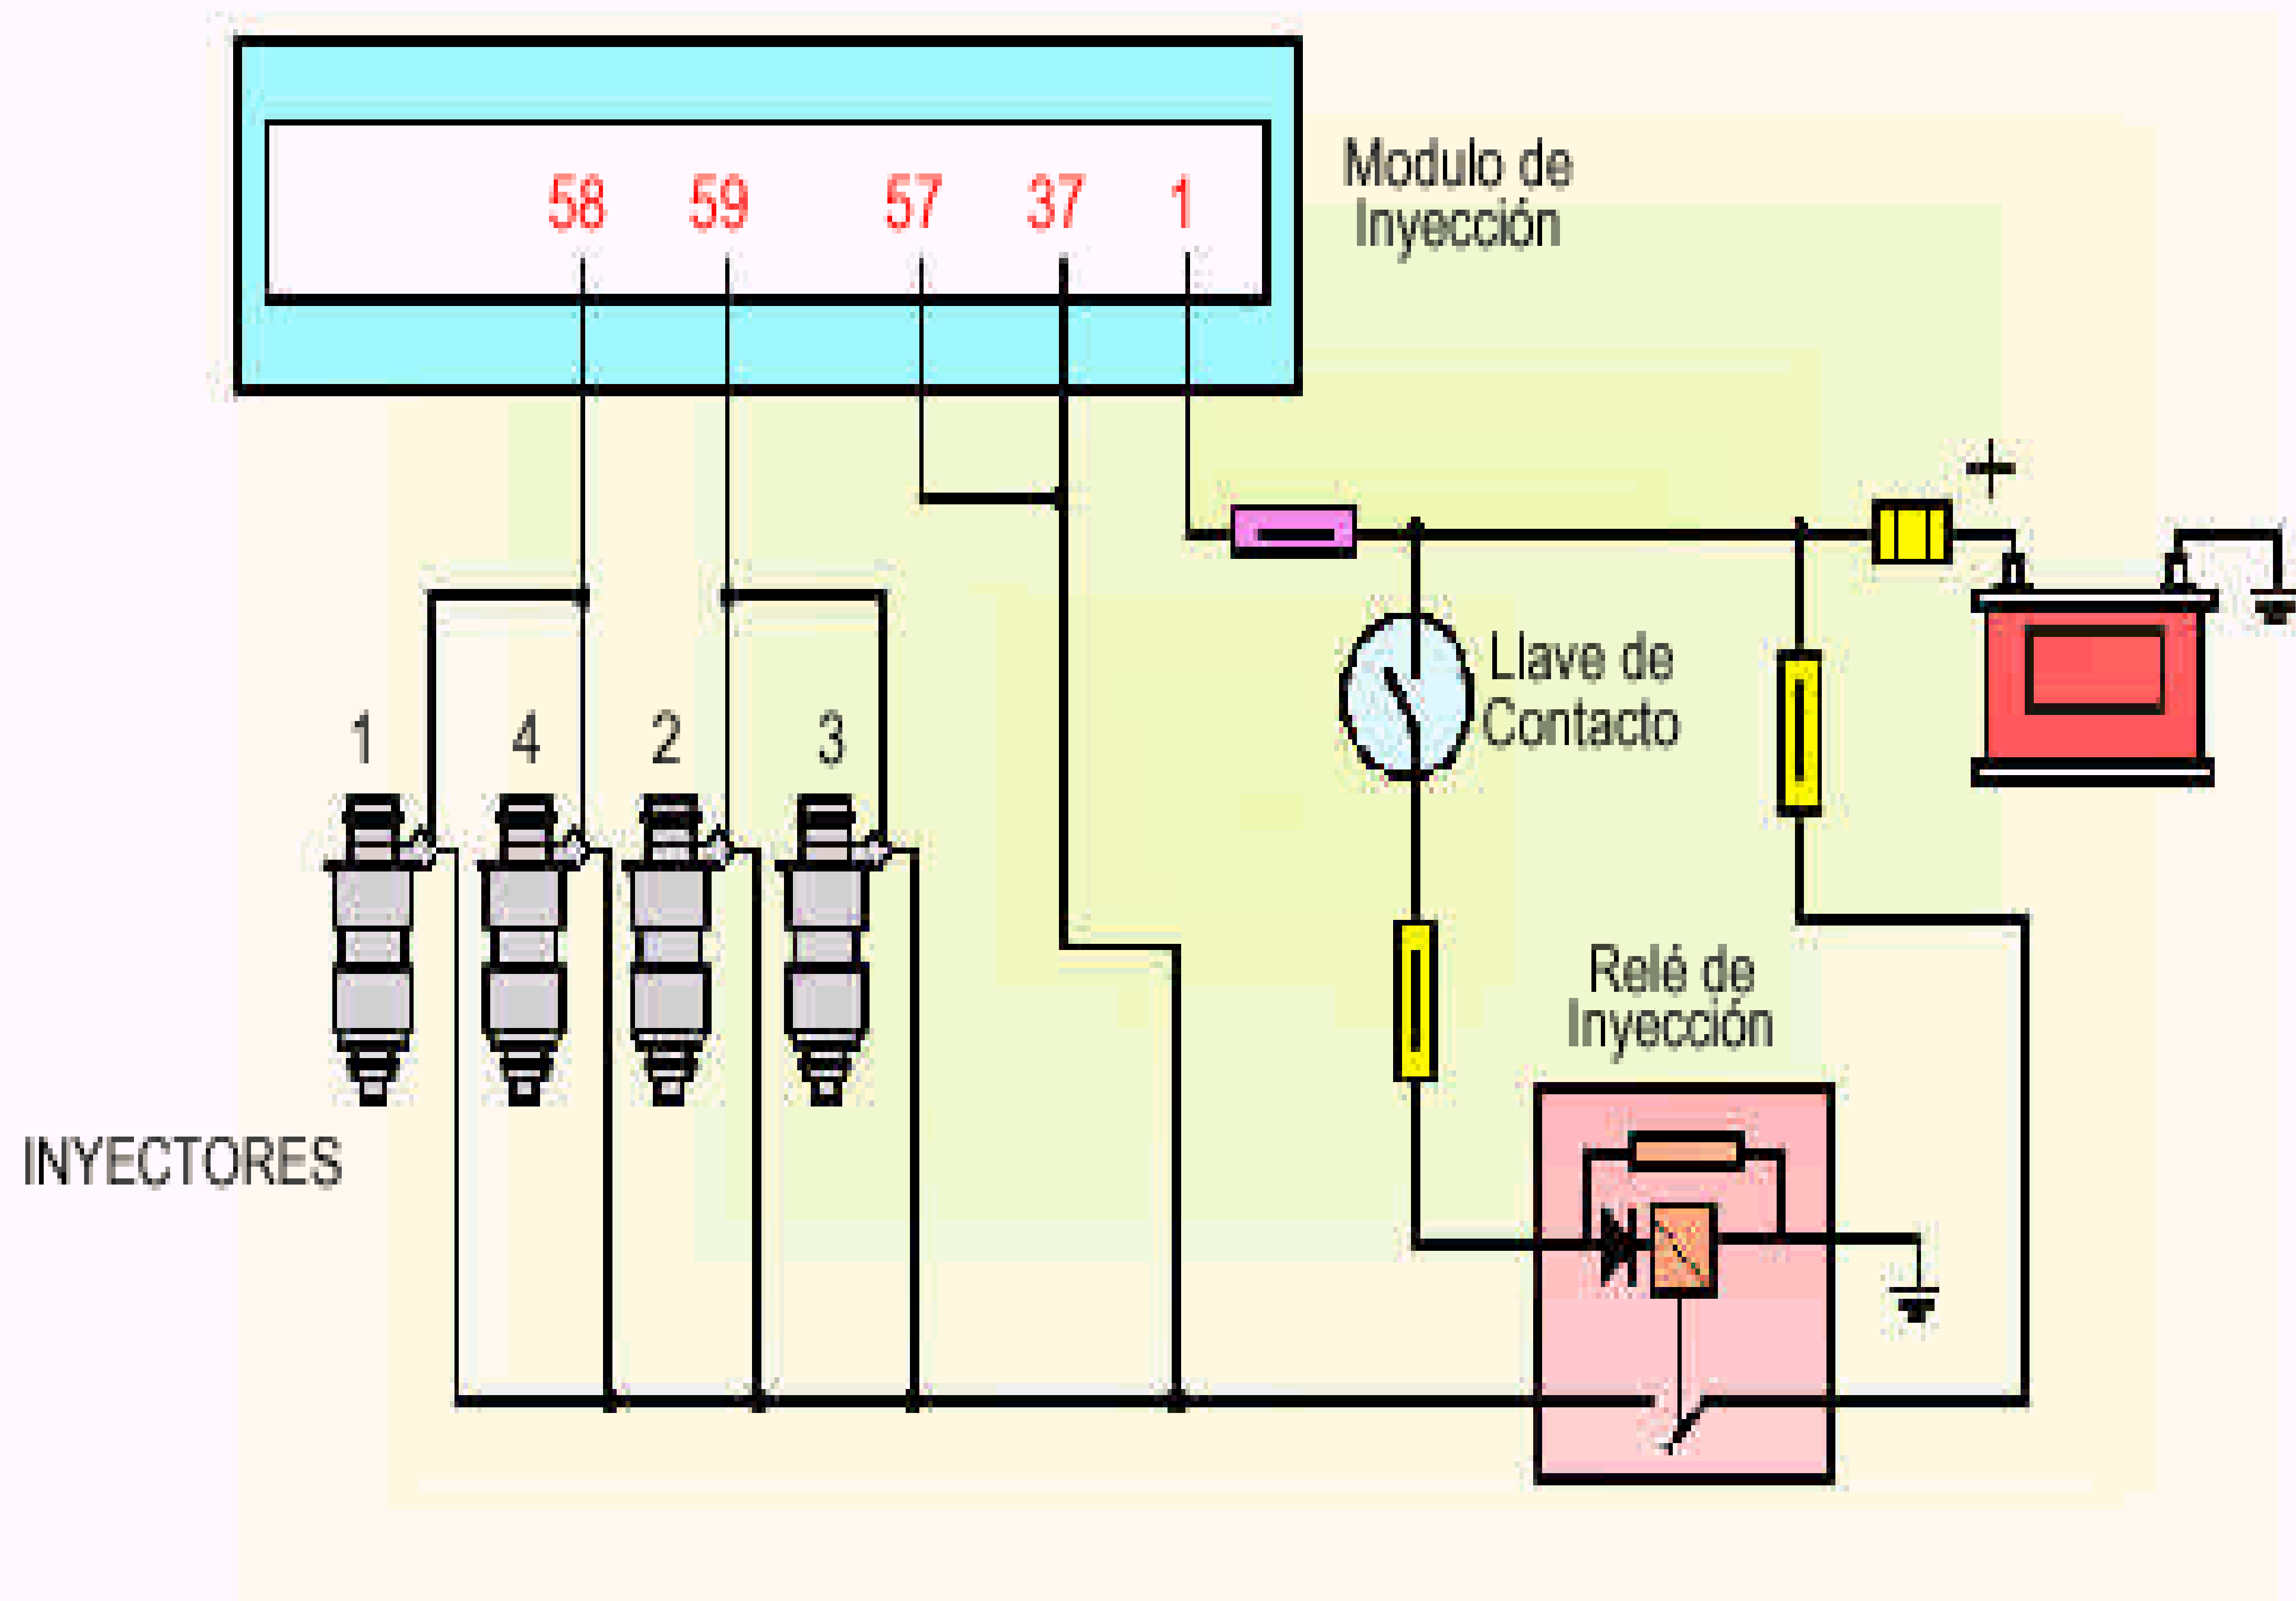 58 59 57 37 1
Modulo de
Inyección
+
Llave de
Contacto
1 4 2 3
Relé de
Inyección
INYECTORES